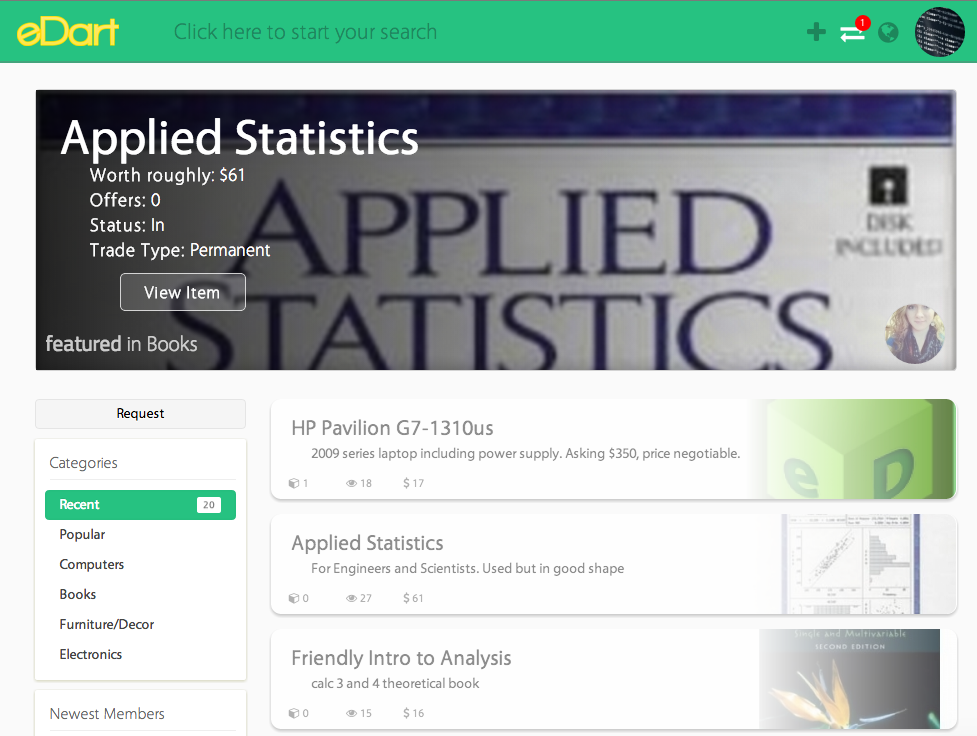 eDart
Click here to start your search
1
Applied Statistics
Worth roughly: $61
Offers: 0
Status: In
Trade Type: Permanent
View Item
featured in Books
APPLIED
STATISTICS
DISK
INCLUDED
Request
Categories
Recent 20
Popular
Computers
Books
Furniture/Decor
Electronics
Newest Members
HP Pavilion G7-1310us
2009 series laptop including power supply. Asking $350, price negotiable.
1 18 $ 17
e D
Applied Statistics
For Engineers and Scientists. Used but in good shape
0 27 $ 61
Friendly Intro to Analysis
calc 3 and 4 theoretical book
0 15 $ 16
Single and Multivariable
SECOND EDITION